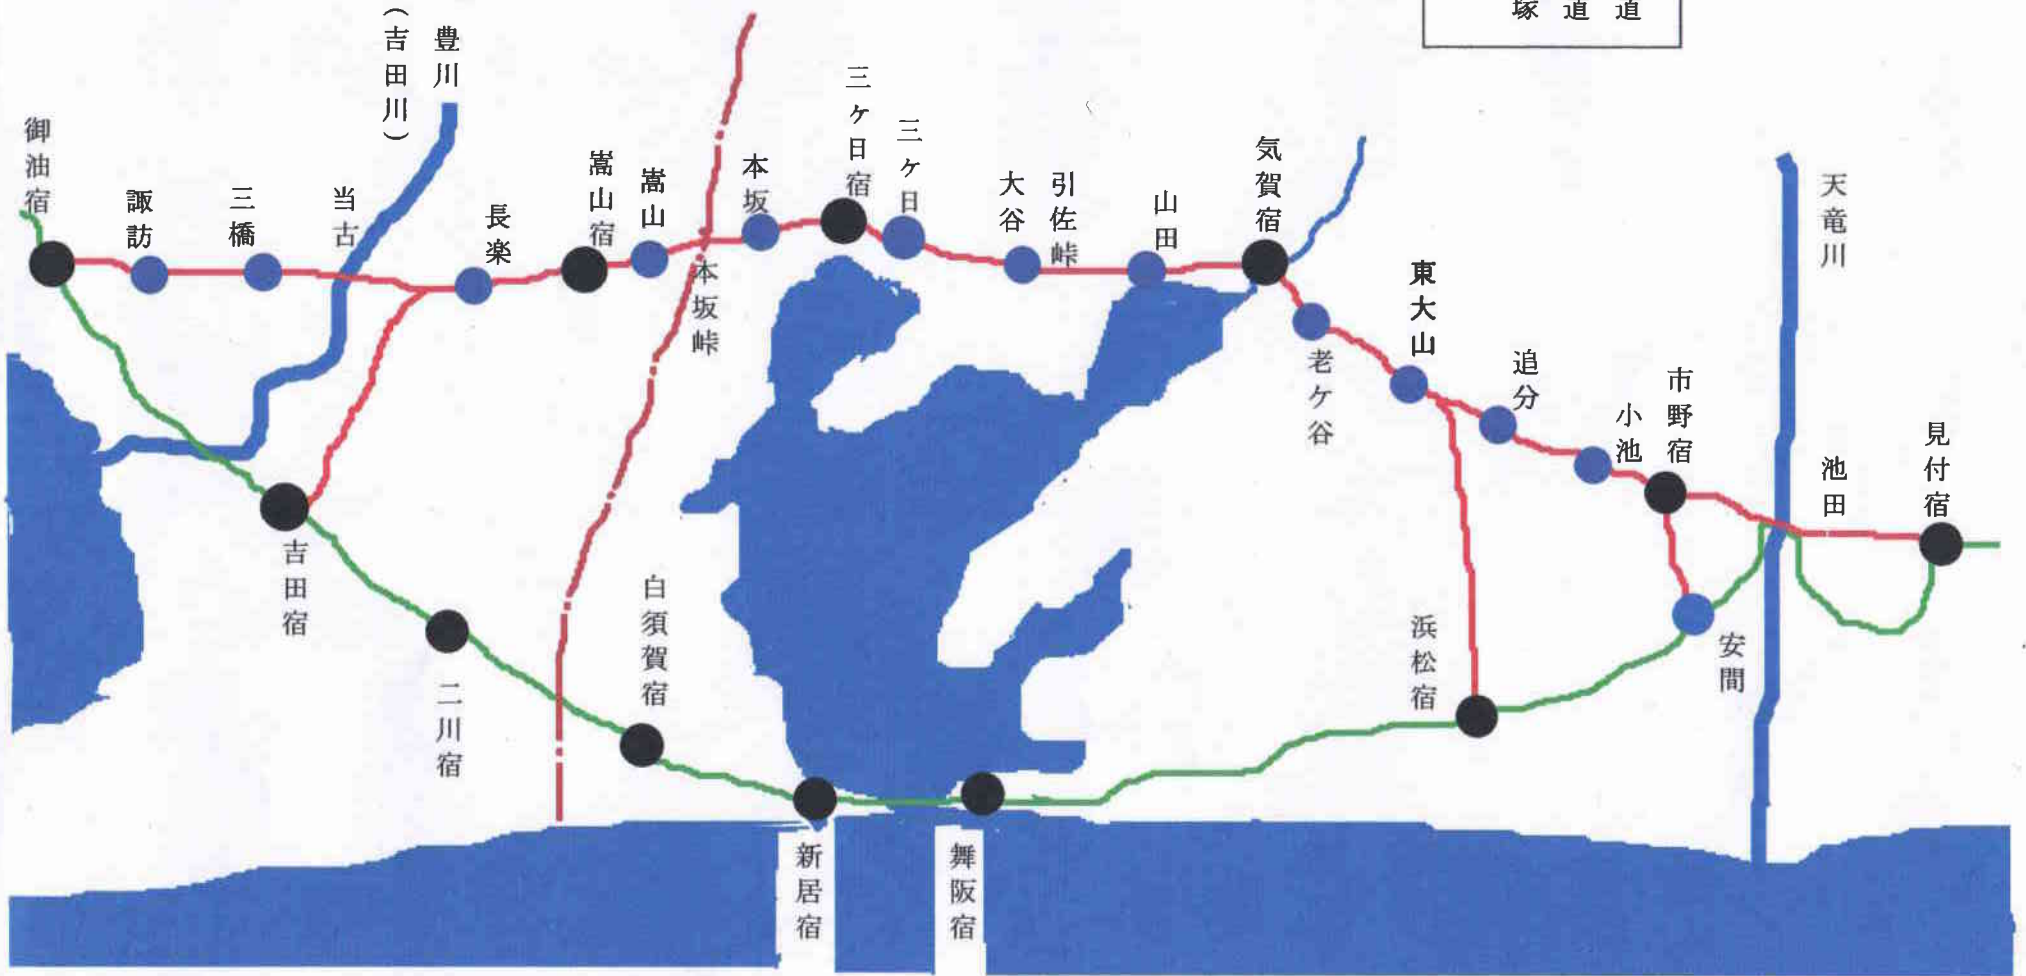 道
道
塚
豊川
(吉田川)
御油宿
諏訪
三橋
当古
長楽
嵩山宿
嵩山
本坂峠
本坂
三ケ日宿
三ケ日
大谷
引佐峠
山田
気賀宿
老ケ谷
東大山
追分
小池
市野宿
天竜川
池田
見付宿
吉田宿
二川宿
白須賀宿
新居宿
舞阪宿
浜松宿
安間